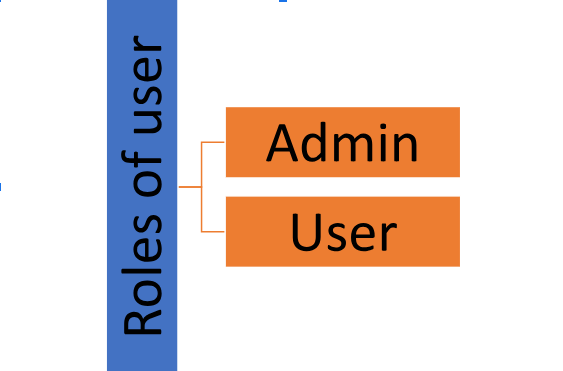 Roles of user
Admin
User